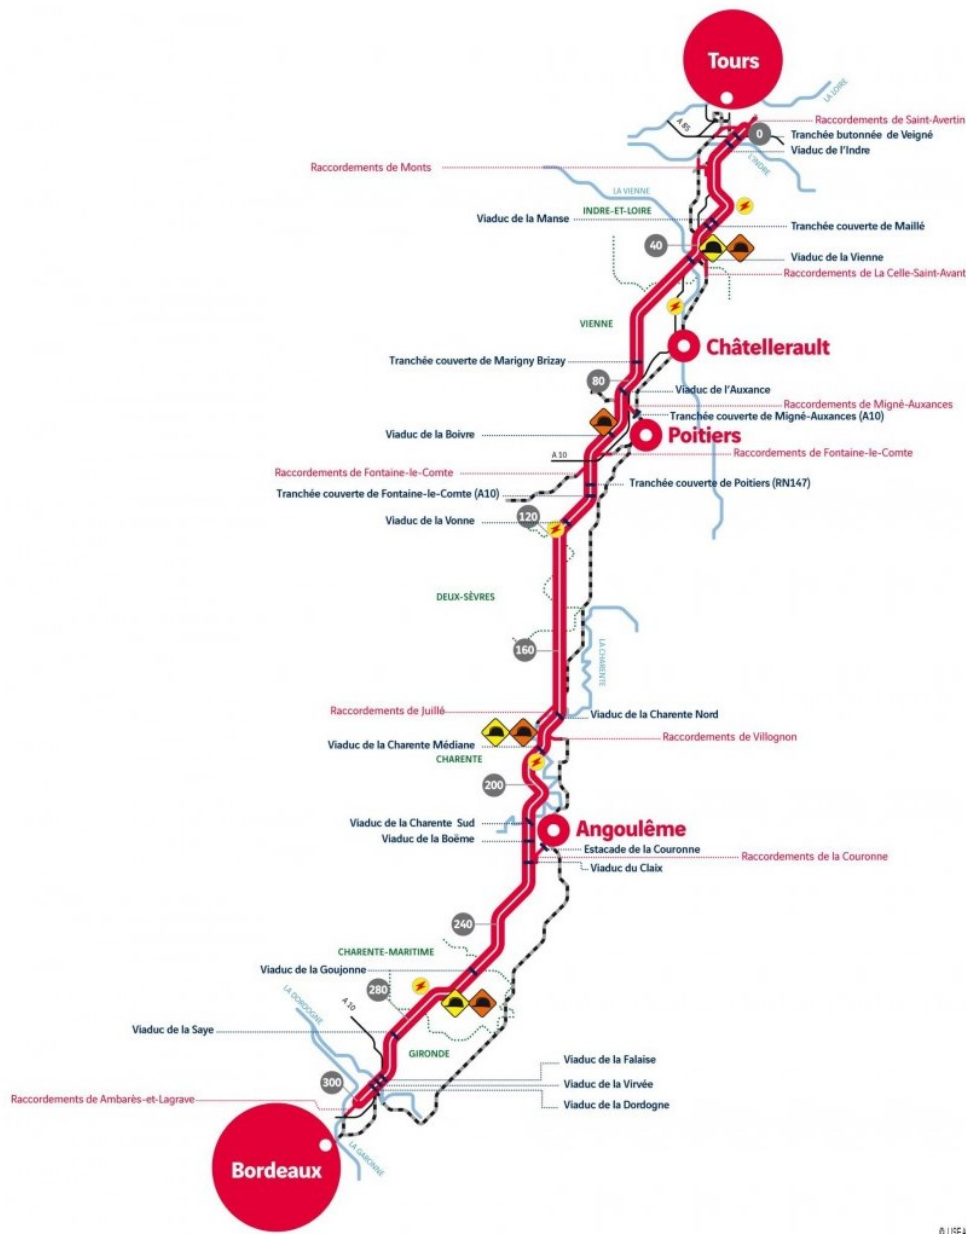 Tours
LA LOIRE
Raccordements de Saint-Avertin
A 85
0
Tranchée butonnée de Veigné
Viaduc de l'Indre
L'INDRE
Raccordements de Monts
LA VIENNE
INDRE-ET-LOIRE
Viaduc de la Manse
Tranchée couverte de Maillé
40
Viaduc de la Vienne
Raccordements de La Celle-Saint-Avant
VIENNE
Châtellerault
Tranchée couverte de Marigny Brizay
80
Viaduc de l'Auxance
Raccordements de Migné-Auxances
Tranchée couverte de Migné-Auxances (A10)
Viaduc de la Boivre
Poitiers
A 10
Raccordements de Fontaine-le-Comte
Raccordements de Fontaine-le-Comte
Tranchée couverte de Poitiers (RN147)
Tranchée couverte de Fontaine-le-Comte (A10)
Viaduc de la Vonne
120
DEUX-SÈVRES
160
LA CHARENTE
Raccordements de Juillé
Viaduc de la Charente Nord
Raccordements de Villognon
Viaduc de la Charente Médiane
CHARENTE
200
Viaduc de la Charente Sud
Angoulême
Viaduc de la Boëme
Estacade de la Couronne
Raccordements de la Couronne
Viaduc du Claix
240
CHARENTE-MARITIME
Viaduc de la Goujonne
280
LA DORDOGNE
A 10
Viaduc de la Saye
GIRONDE
Viaduc de la Falaise
300
Viaduc de la Virvée
Raccordements de Ambarès-et-Lagrave
Viaduc de la Dordogne
LA GARONNE
Bordeaux
© LISEA